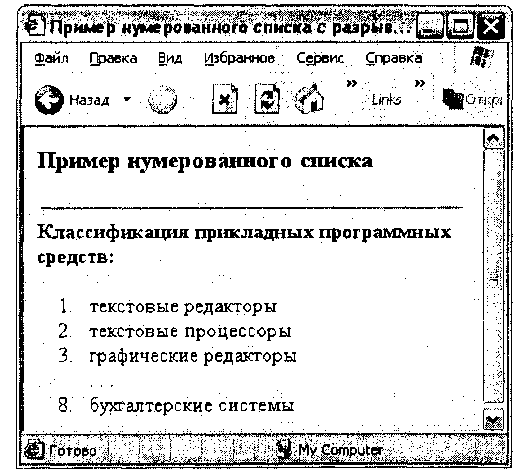 Пример нумерованного списка с разрыв...
Файл Правка Вид Избранное Сервис Справка
Назад » Links »
Пример нумерованного списка
Классификация прикладных программных
средств:
1. текстовые редакторы
2. текстовые процессоры
3. графические редакторы
...
8. бухгалтерские системы
Готово My Computer